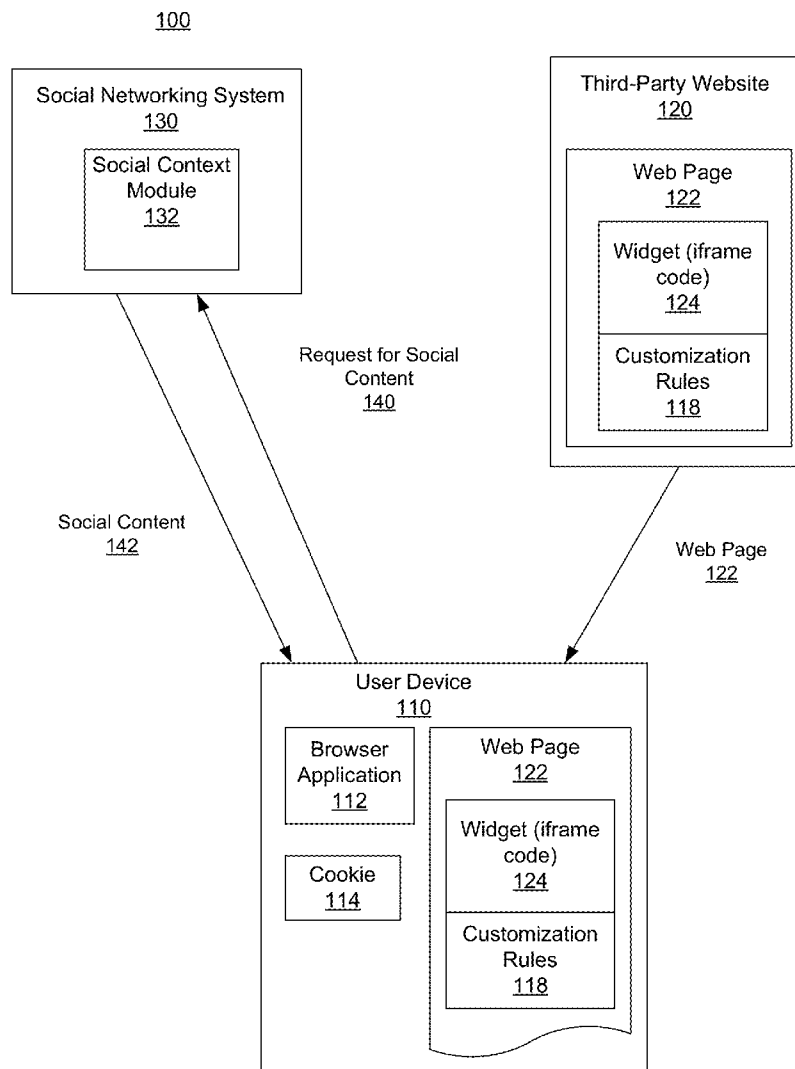 100
Social Networking System
130
Social Context
Module
132
Third-Party Website
120
Web Page
122
Widget (iframe
code)
124
Customization
Rules
118
Request for Social
Content
140
Social Content
142
Web Page
122
User Device
110
Browser
Application
112
Cookie
114
Web Page
122
Widget (iframe
code)
124
Customization
Rules
118